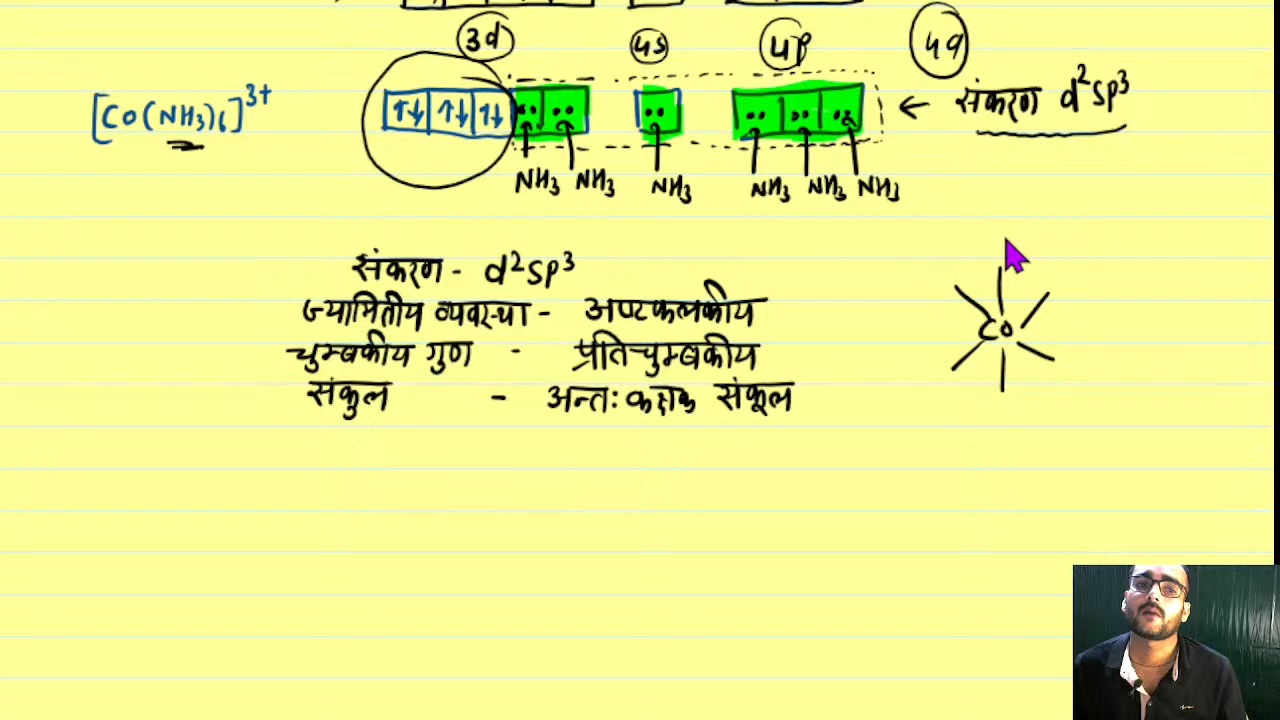 3d 4s 4p 4d
[Co(NH₃)₆]³⁺ ↑↓ ↑↓ ↑↓ ← संकरण d²sp³
NH₃ NH₃ NH₃ NH₃ NH₃ NH₃
संकरण - d²sp³
ज्यामितीय व्यवस्था - अष्टफलकीय
चुम्बकीय गुण - प्रतिचुम्बकीय
संकुल - अन्तः कक्षक संकूल
CO